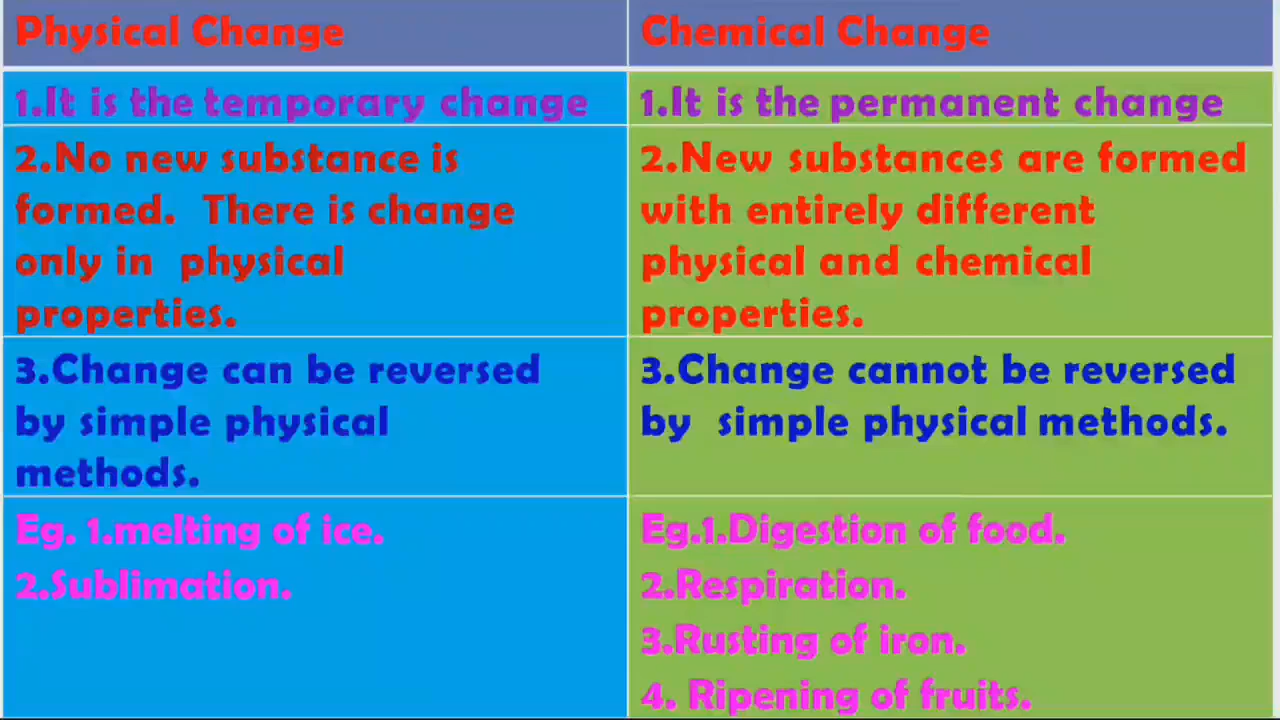 Physical Change
Chemical Change
1.It is the temporary change
1.It is the permanent change
2.No new substance is
formed.  There is change
only in  physical
properties.
2.New substances are formed
with entirely different
physical and chemical
properties.
3.Change can be reversed
by simple physical
methods.
3.Change cannot be reversed
by  simple physical methods.
Eg. 1.melting of ice.
2.Sublimation.
Eg.1.Digestion of food.
2.Respiration.
3.Rusting of iron.
4. Ripening of fruits.